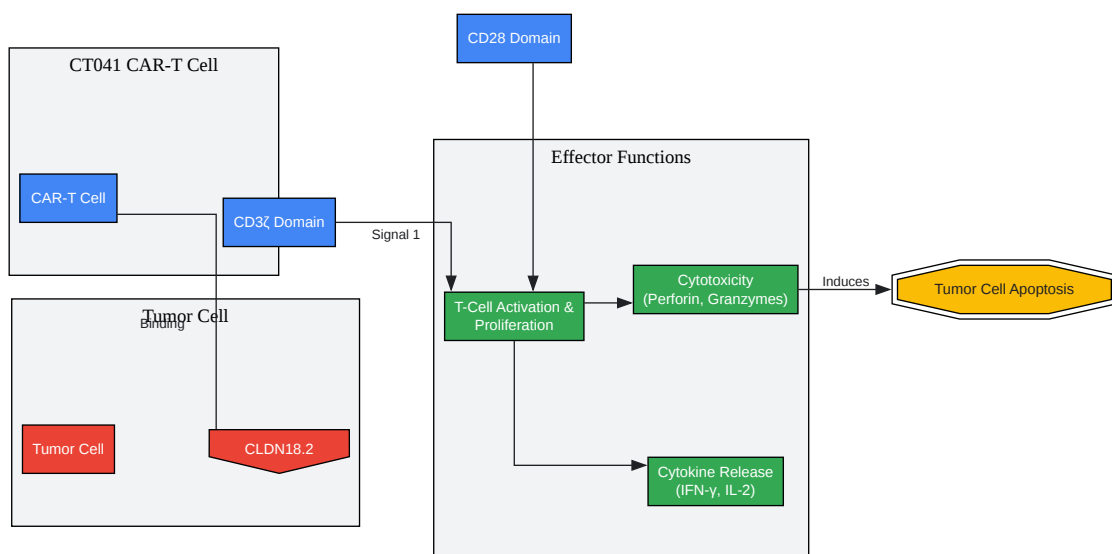 CD28 Domain
CT041 CAR-T Cell
CAR-T Cell
CD3ζ Domain
Signal 1
Effector Functions
Cytotoxicity
(Perforin, Granzymes)
Induces
Tumor Cell Apoptosis
T-Cell Activation &
Proliferation
Tumor Cell
Binding
Tumor Cell
CLDN18.2
Cytokine Release
(IFN-γ, IL-2)